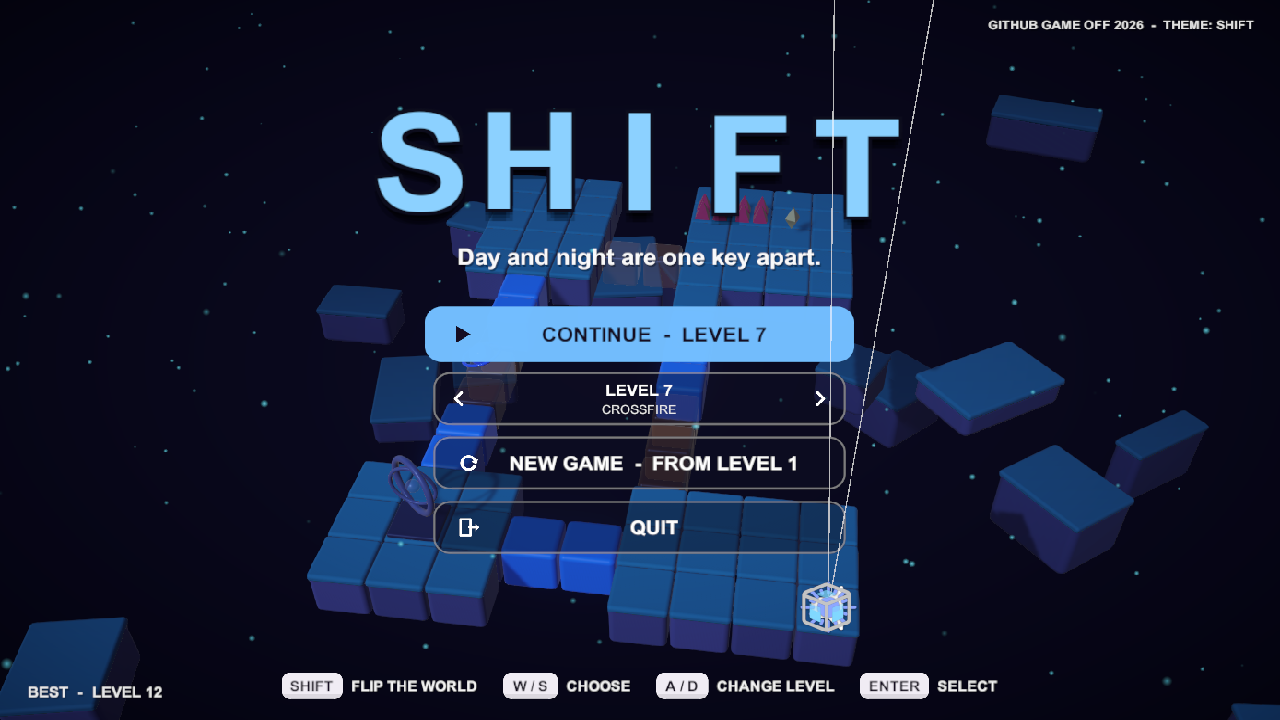 GITHUB GAME OFF 2026 - THEME: SHIFT
SHIFT
Day and night are one key apart.
CONTINUE - LEVEL 7
LEVEL 7
CROSSFIRE
NEW GAME - FROM LEVEL 1
QUIT
BEST - LEVEL 12
SHIFT FLIP THE WORLD W / S CHOOSE A / D CHANGE LEVEL ENTER SELECT